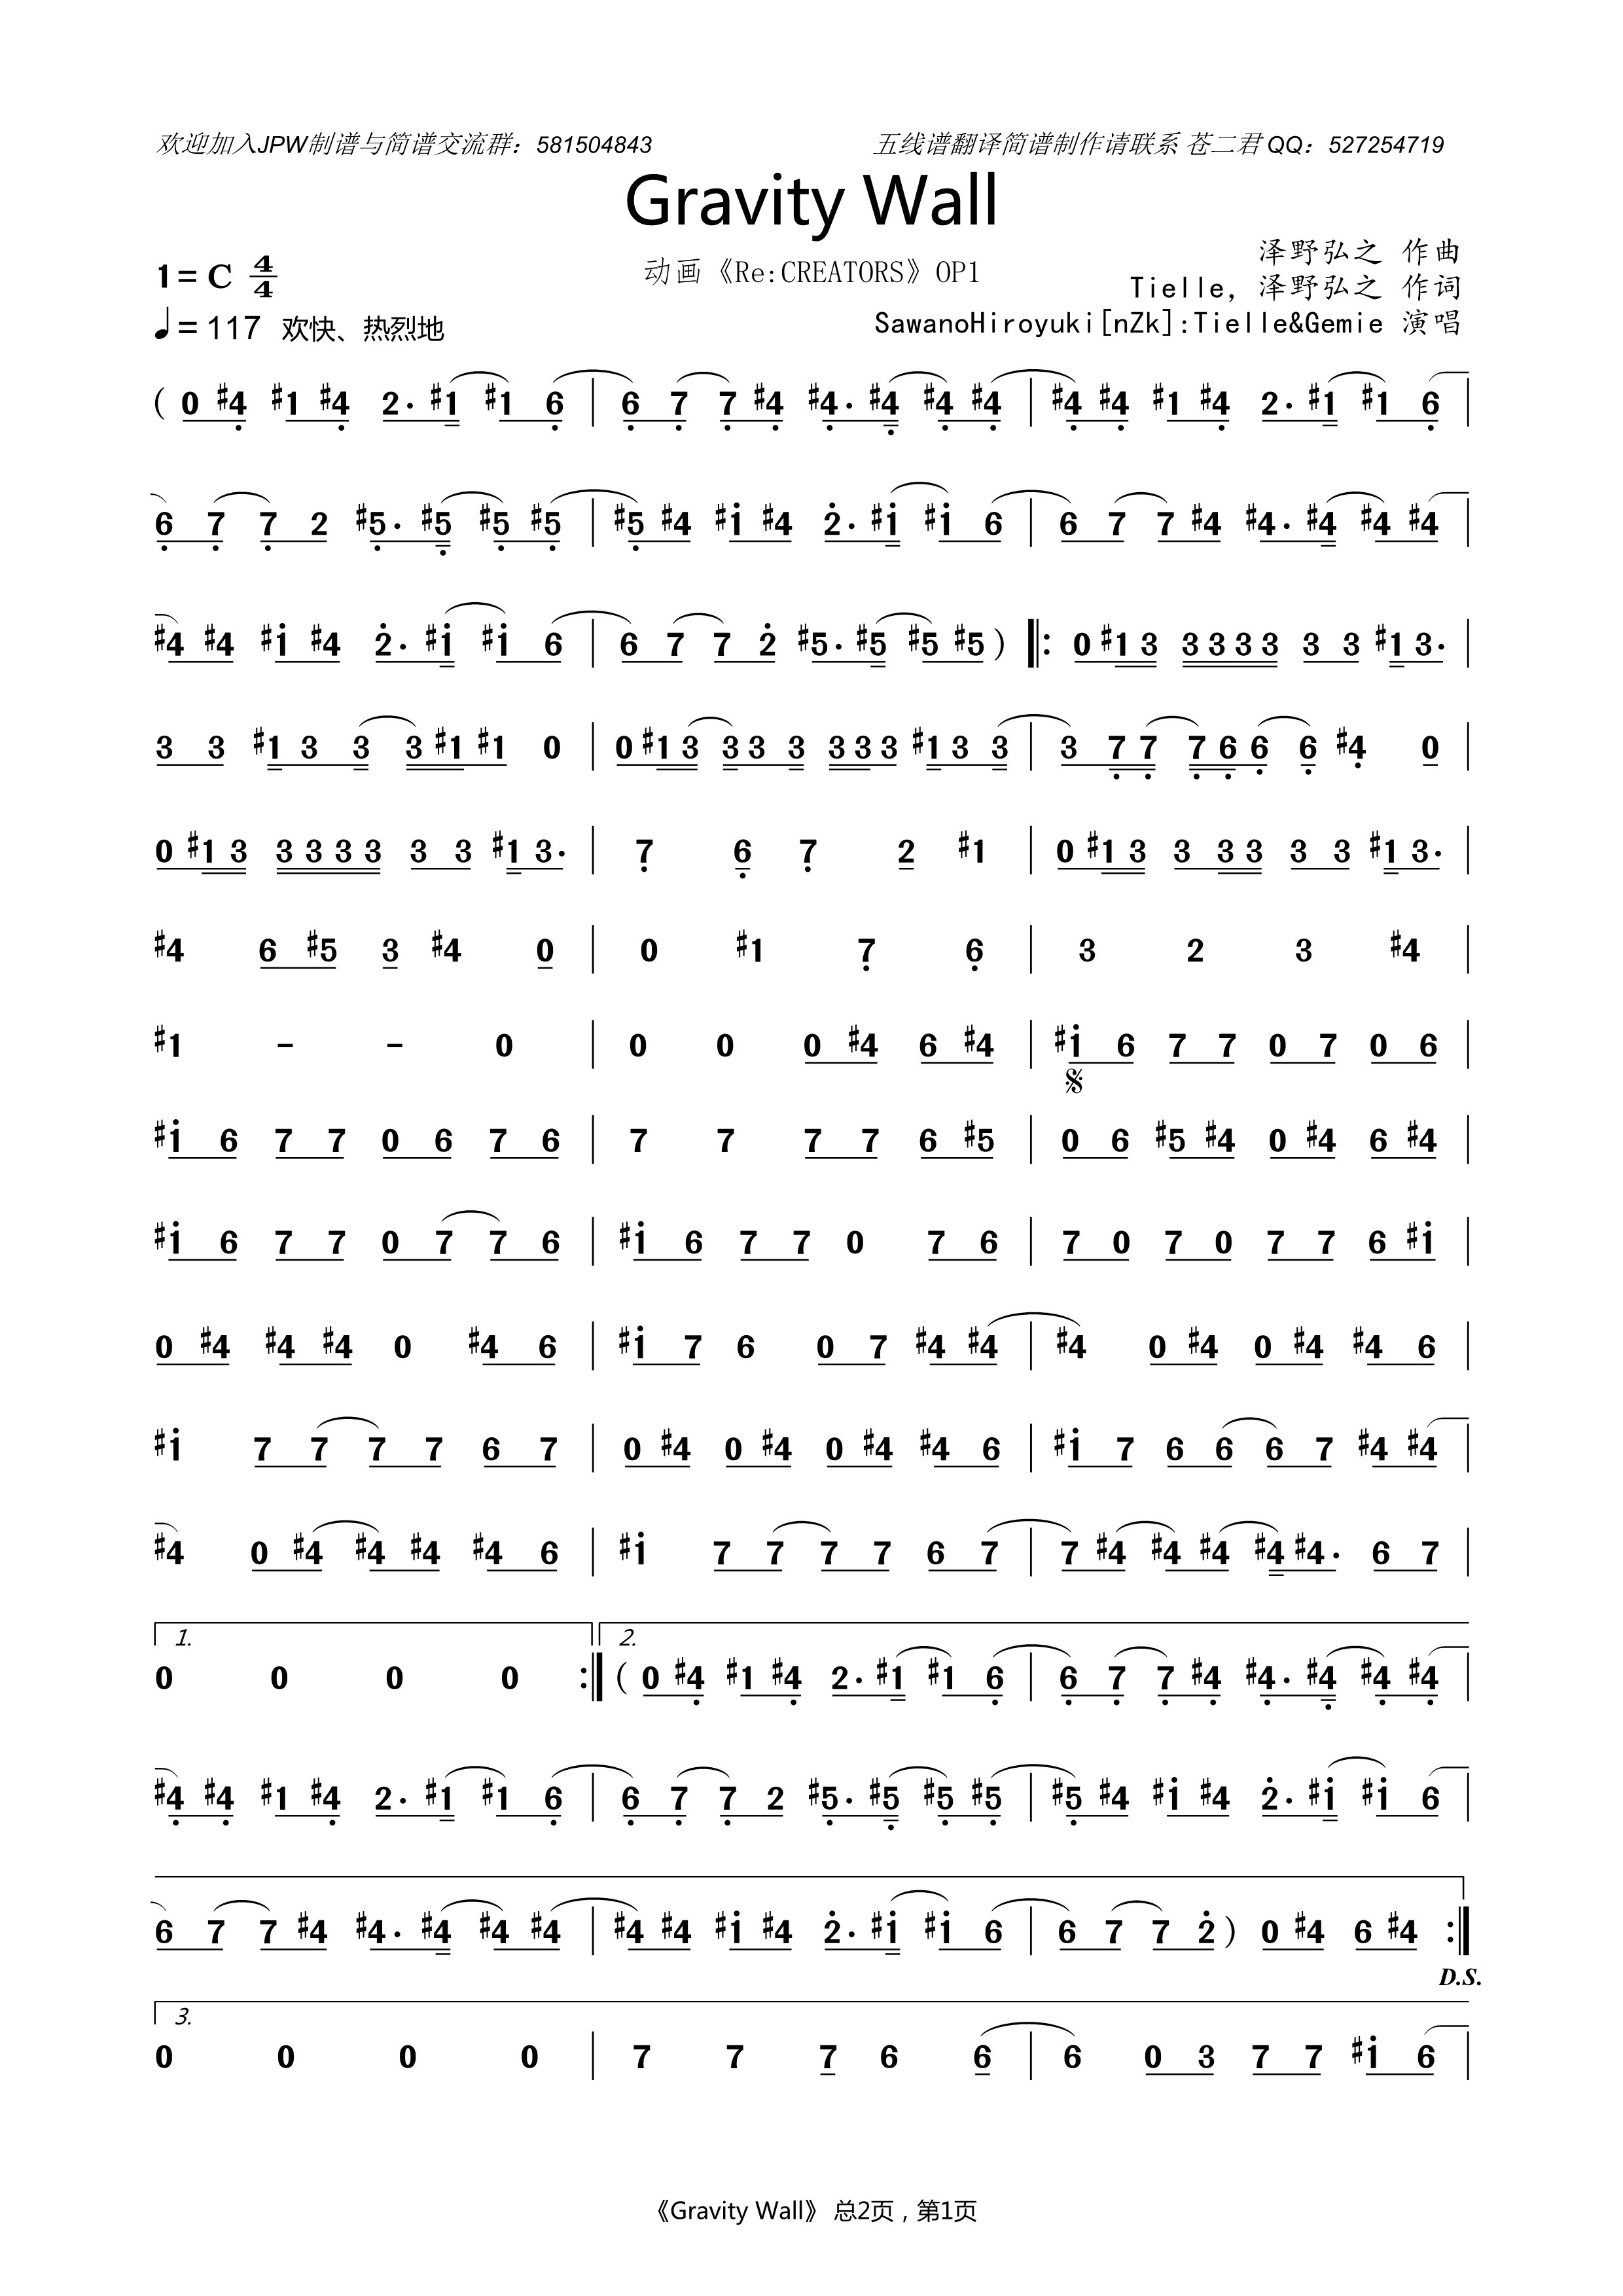 欢迎加入JPW制谱与简谱交流群：581504843 五线谱翻译简谱制作请联系 苍二君 QQ：527254719
Gravity Wall
泽野弘之 作曲
1= C 4/4 动画《Re:CREATORS》OP1
Tielle, 泽野弘之 作词
♩= 117 欢快、热烈地 SawanoHiroyuki[nZk]:Tielle&Gemie 演唱
( 0 #4̣ #1 #4̣ 2· #1 #1 6̣ | 6̣ 7̣ 7̣ #4̣ #4̣· #4̣ #4̣ #4̣ | #4̣ #4̣ #1 #4̣ 2· #1 #1 6̣ |
6̣ 7̣ 7̣ 2 #5̣· #5̣ #5̣ #5̣ | #5̣ #4 #1̇ #4 2̇· #1̇ #1̇ 6 | 6 7 7 #4 #4· #4 #4 #4 |
#4 #4 #1̇ #4 2̇· #1̇ #1̇ 6 | 6 7 7 2̇ #5· #5 #5 #5 ) |: 0 #1 3 3 3 3 3 3 3 #1 3· |
3 3 #1 3 3 3 #1 #1 0 | 0 #1 3 3 3 3 3 3 3 #1 3 3 | 3 7̣ 7̣ 7̣ 6̣ 6̣ 6̣ #4̣ 0 |
0 #1 3 3 3 3 3 3 3 #1 3· | 7̣ 6̣ 7̣ 2 #1 | 0 #1 3 3 3 3 3 3 #1 3· |
#4 6 #5 3 #4 0 | 0 #1 7̣ 6̣ | 3 2 3 #4 |
#1 - - 0 | 0 0 0 #4 6 #4 | #1̇ 6 7 7 0 7 0 6 |
𝄋
#1̇ 6 7 7 0 6 7 6 | 7 7 7 7 6 #5 | 0 6 #5 #4 0 #4 6 #4 |
#1̇ 6 7 7 0 7 7 6 | #1̇ 6 7 7 0 7 6 | 7 0 7 0 7 7 6 #1̇ |
0 #4 #4 #4 0 #4 6 | #1̇ 7 6 0 7 #4 #4 | #4 0 #4 0 #4 #4 6 |
#1̇ 7 7 7 7 6 7 | 0 #4 0 #4 0 #4 #4 6 | #1̇ 7 6 6 6 7 #4 #4 |
#4 0 #4 #4 #4 #4 6 | #1̇ 7 7 7 7 6 7 | 7 #4 #4 #4 #4 #4· 6 7 |
1. 2.
0 0 0 0 :| ( 0 #4̣ #1 #4̣ 2· #1 #1 6̣ | 6̣ 7̣ 7̣ #4̣ #4̣· #4̣ #4̣ #4̣ |
#4̣ #4̣ #1 #4̣ 2· #1 #1 6̣ | 6̣ 7̣ 7̣ 2 #5̣· #5̣ #5̣ #5̣ | #5̣ #4 #1̇ #4 2̇· #1̇ #1̇ 6 |
6 7 7 #4 #4· #4 #4 #4 | #4 #4 #1̇ #4 2̇· #1̇ #1̇ 6 | 6 7 7 2̇ ) 0 #4 6 #4 :|
D.S.
3.
0 0 0 0 | 7 7 7 6 6 | 6 0 3 7 7 #1̇ 6 |
《Gravity Wall》 总2页，第1页